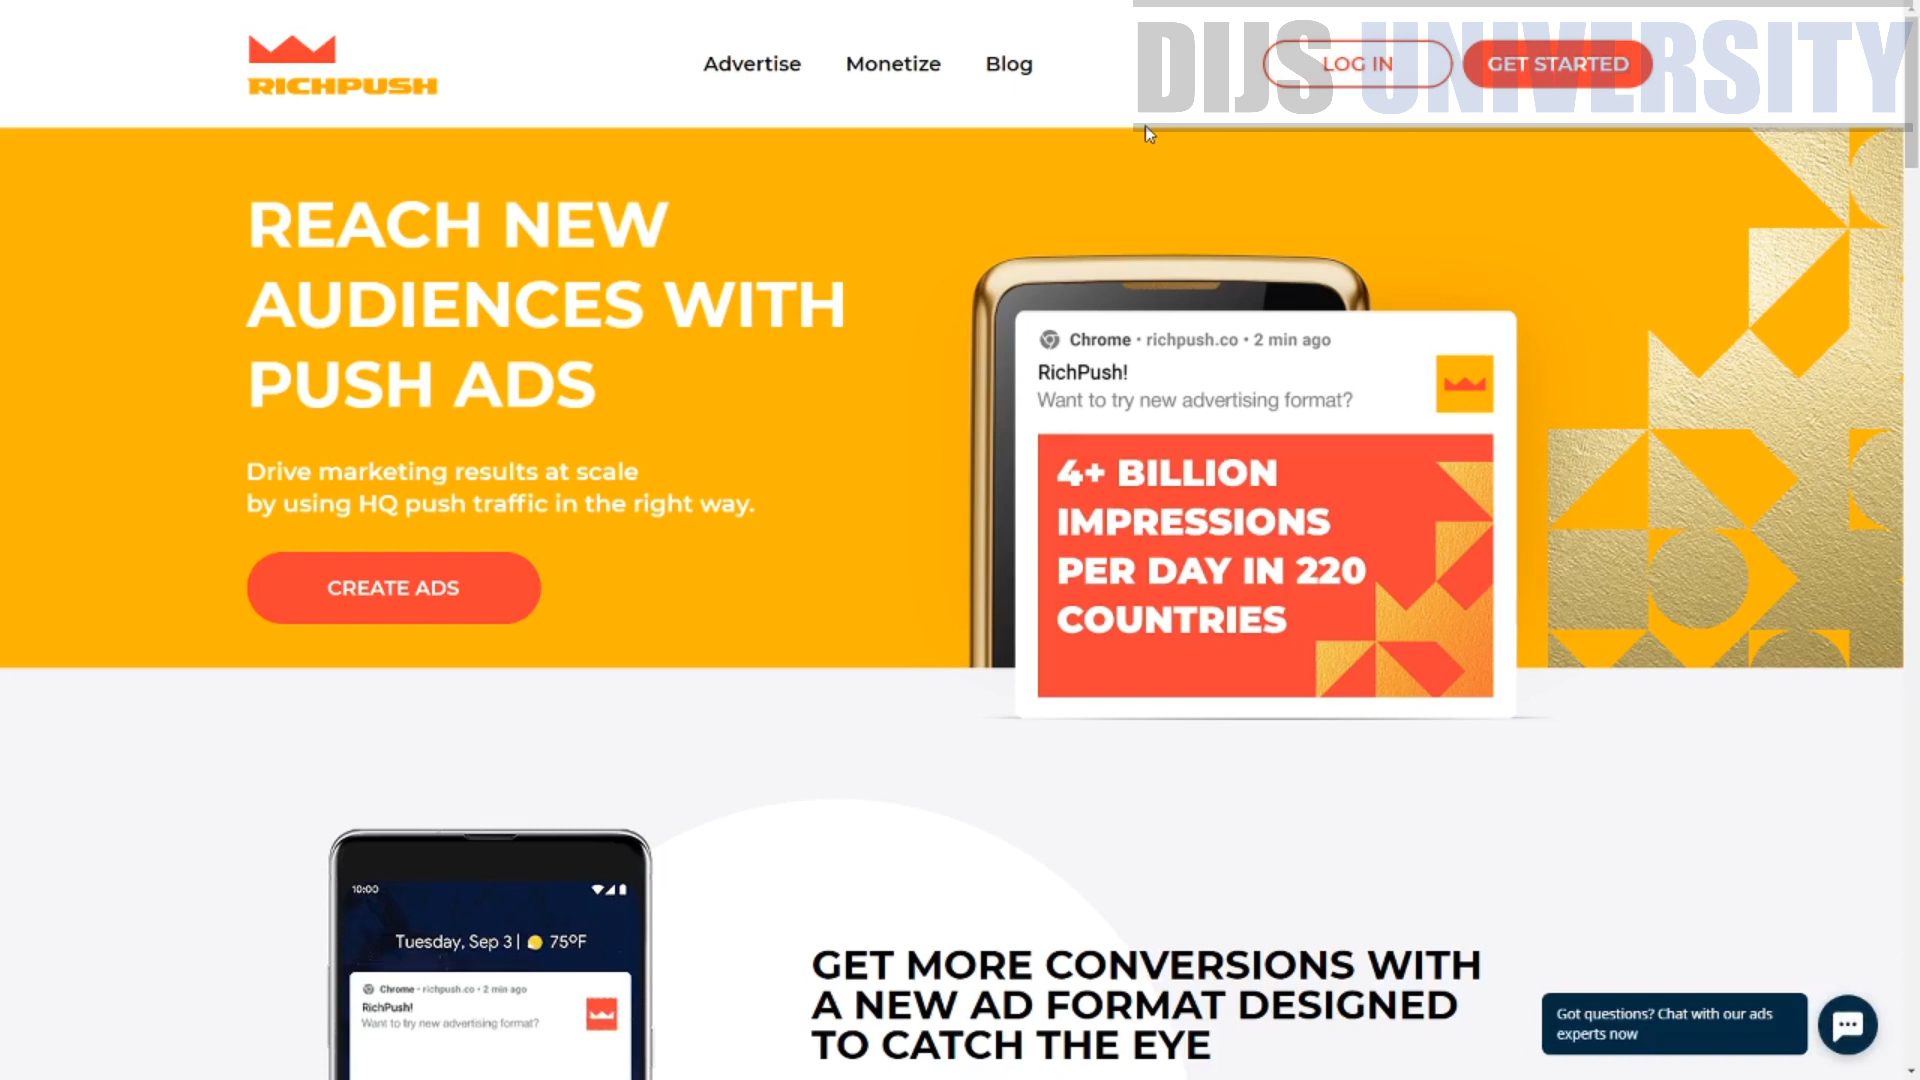 RICHPUSH
Advertise
Monetize
Blog
LOG IN
GET STARTED
DIJS UNIVERSITY
REACH NEW
AUDIENCES WITH
PUSH ADS
Drive marketing results at scale
by using HQ push traffic in the right way.
CREATE ADS
Chrome • richpush.co • 2 min ago
RichPush!
Want to try new advertising format?
4+ BILLION
IMPRESSIONS
PER DAY IN 220
COUNTRIES
10:00
Tuesday, Sep 3 | 75°F
Chrome • richpush.co • 2 min ago
RichPush!
Want to try new advertising format?
GET MORE CONVERSIONS WITH
A NEW AD FORMAT DESIGNED
TO CATCH THE EYE
Got questions? Chat with our ads
experts now